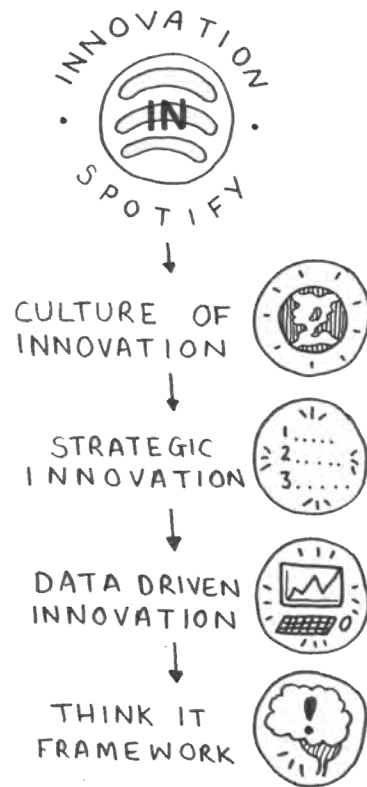 INNOVATION
IN
SPOTIFY
CULTURE OF
INNOVATION
STRATEGIC
INNOVATION
1.....
2......
3......
DATA DRIVEN
INNOVATION
THINK IT
FRAMEWORK
!